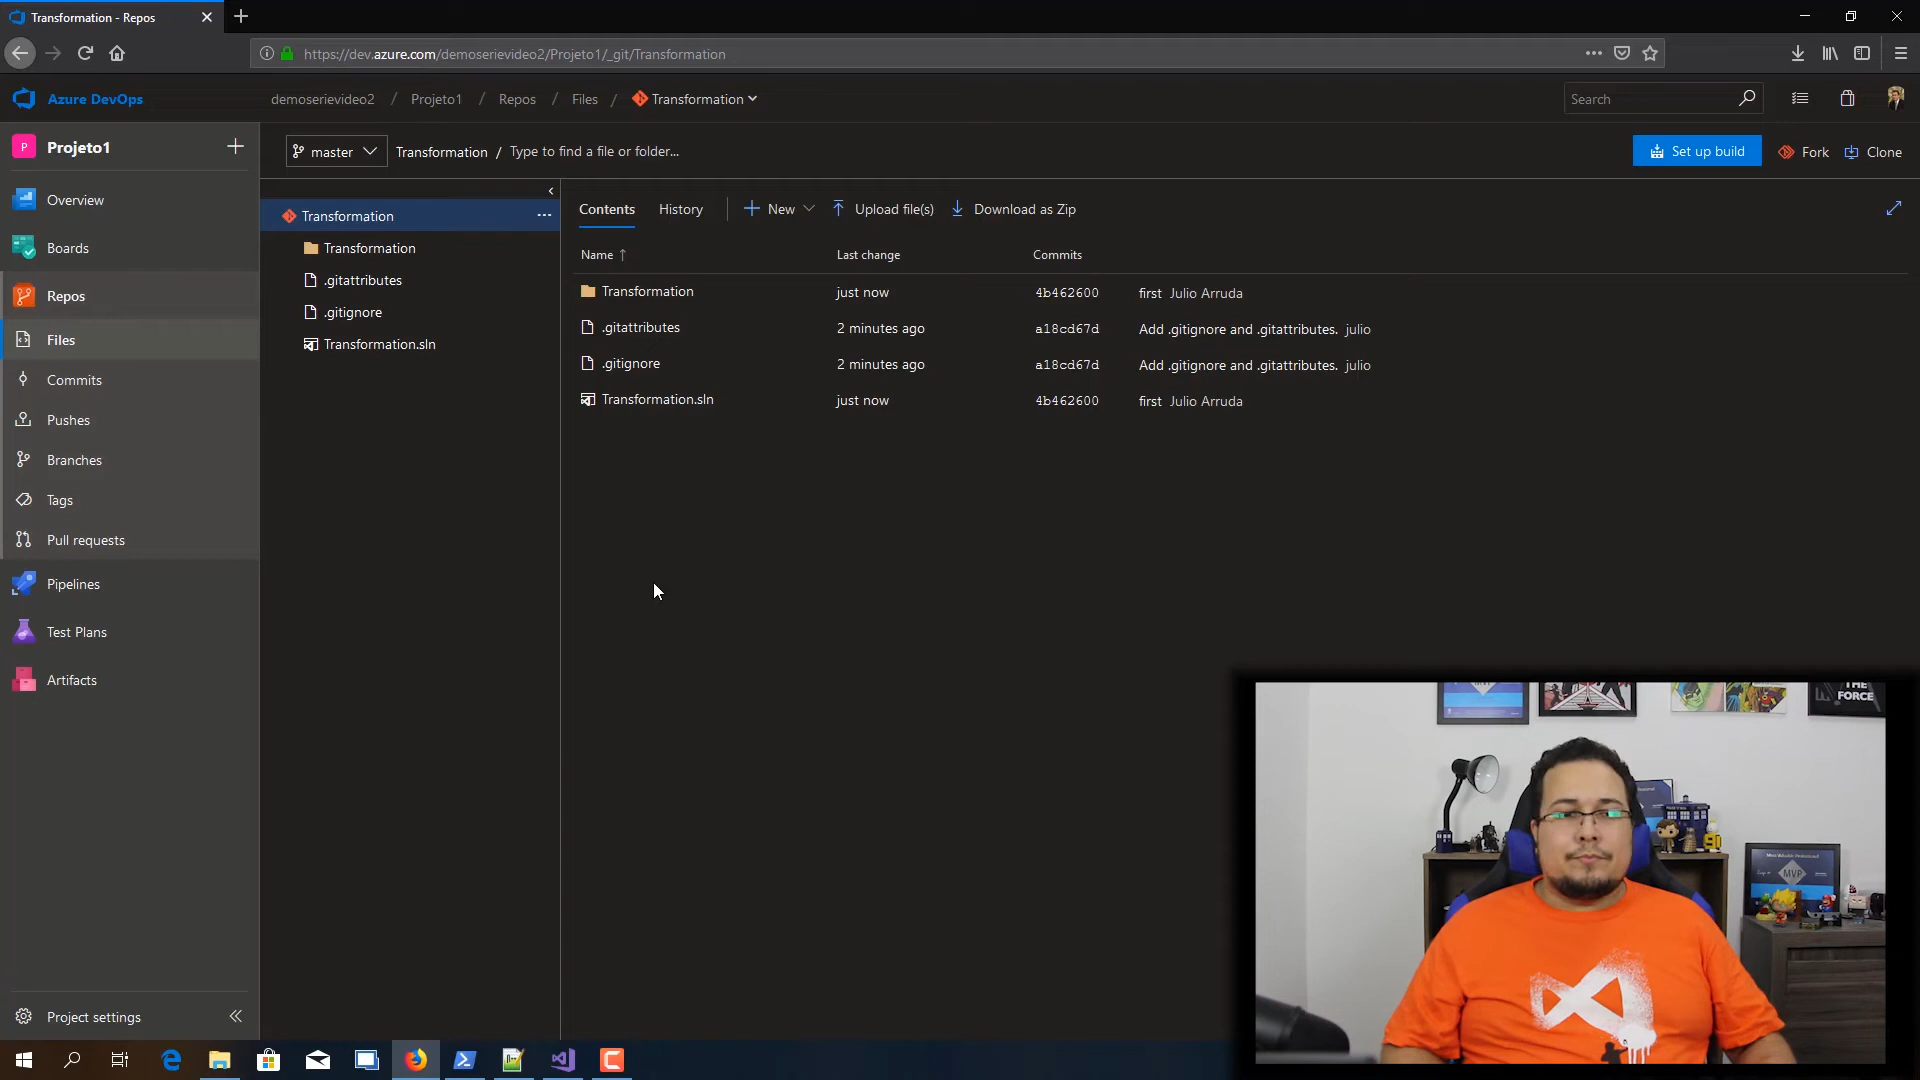 Transformation - Repos
https://dev.azure.com/demoserievideo2/Projeto1/_git/Transformation
Azure DevOps
demoserievideo2 / Projeto1 / Repos / Files / Transformation
Search
P Projeto1
master
Transformation / Type to find a file or folder...
Set up build
Fork
Clone
Overview
Boards
Repos
Files
Commits
Pushes
Branches
Tags
Pull requests
Pipelines
Test Plans
Artifacts
Project settings
Transformation
Transformation
.gitattributes
.gitignore
Transformation.sln
Contents History New Upload file(s) Download as Zip
Name Last change Commits
Transformation just now 4b462600 first Julio Arruda
.gitattributes 2 minutes ago a18cd67d Add .gitignore and .gitattributes. julio
.gitignore 2 minutes ago a18cd67d Add .gitignore and .gitattributes. julio
Transformation.sln just now 4b462600 first Julio Arruda
THE
FORCE
MVP